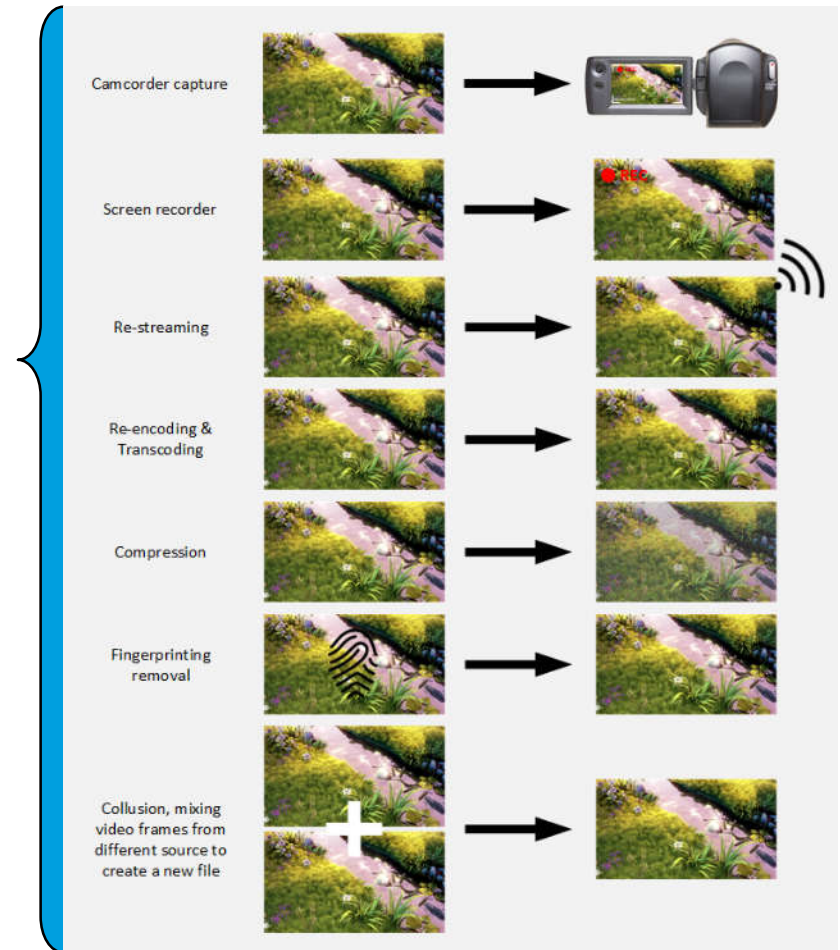 Camcorder capture
Screen recorder
REC
Re-streaming
Re-encoding &
Transcoding
Compression
Fingerprinting
removal
Collusion, mixing
video frames from
different source to
create a new file